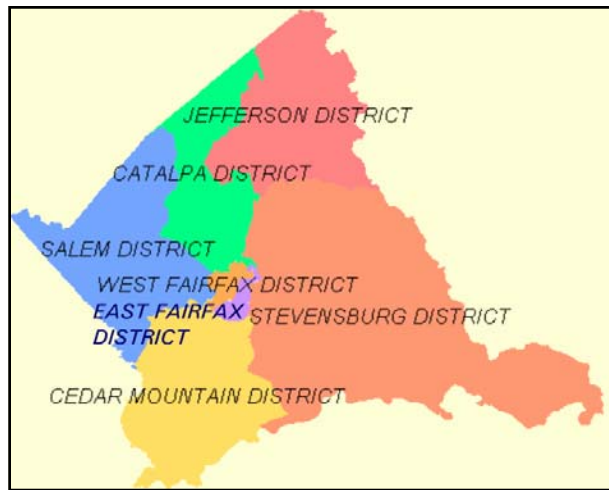 JEFFERSON DISTRICT
CATALPA DISTRICT
SALEM DISTRICT
WEST FAIRFAX DISTRICT
EAST FAIRFAX
DISTRICT
STEVENSBURG DISTRICT
CEDAR MOUNTAIN DISTRICT